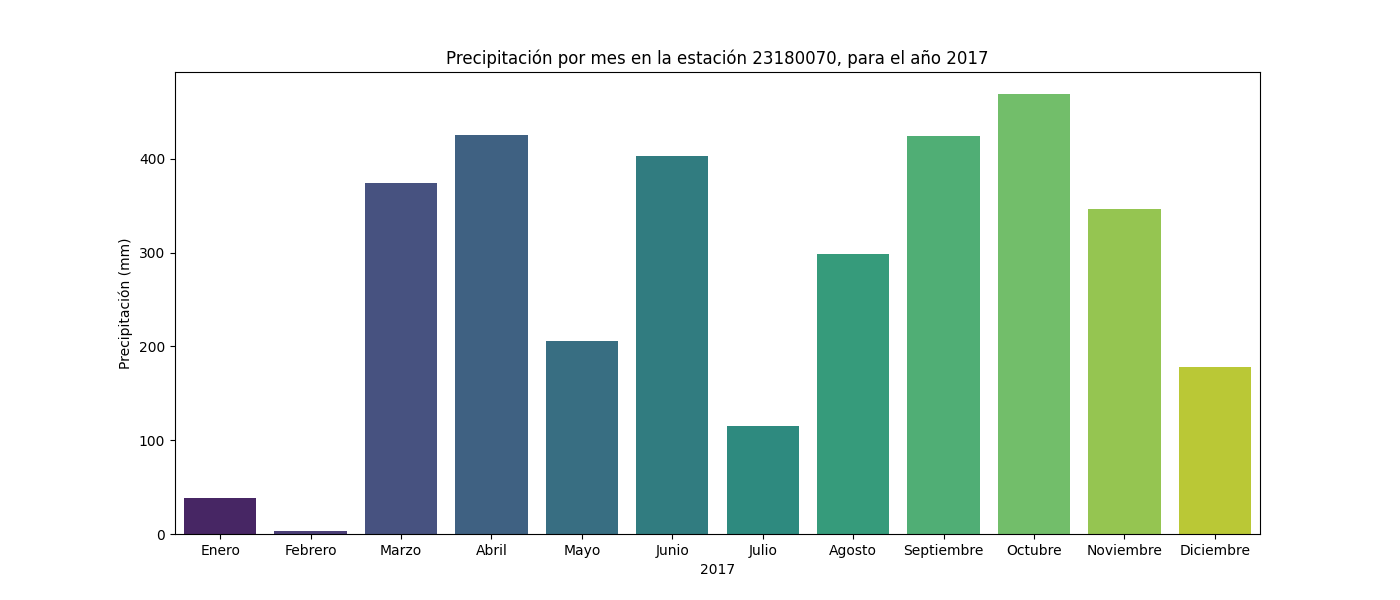 Precipitación por mes en la estación 23180070, para el año 2017
Precipitación (mm)
400
300
200
100
0
Enero Febrero Marzo Abril Mayo Junio Julio Agosto Septiembre Octubre Noviembre Diciembre
2017